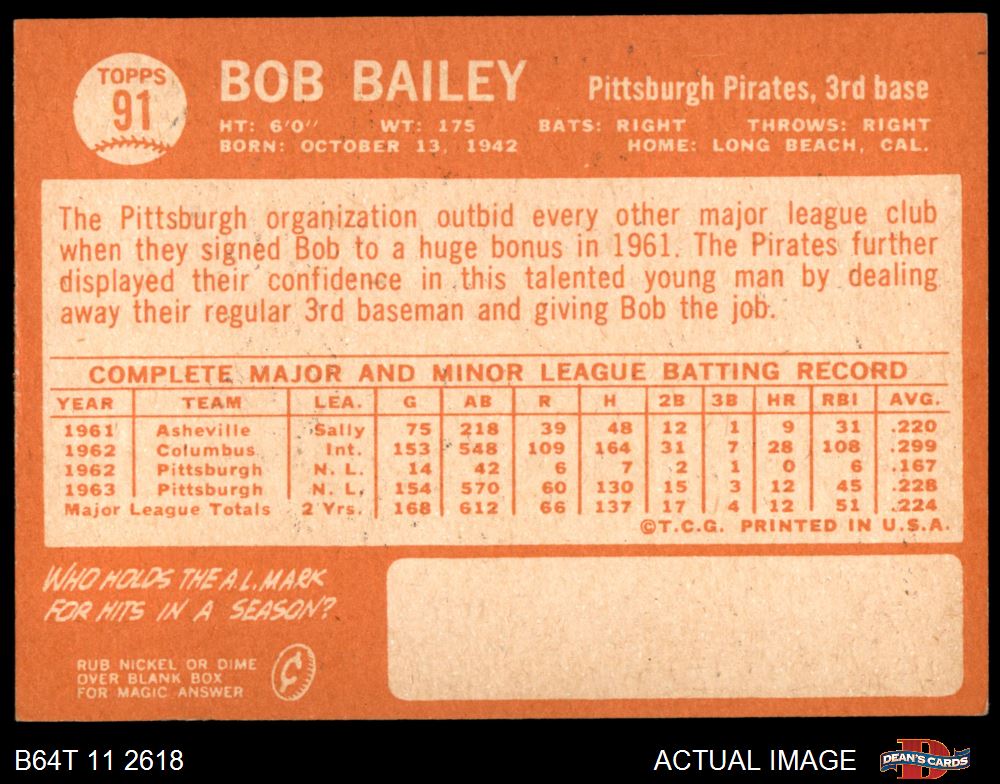 TOPPS
91
BOB BAILEY
Pittsburgh Pirates, 3rd base
HT: 6'0" WT: 175 BATS: RIGHT THROWS: RIGHT
BORN: OCTOBER 13, 1942 HOME: LONG BEACH, CAL.
The Pittsburgh organization outbid every other major league club
when they signed Bob to a huge bonus in 1961. The Pirates further
displayed their confidence in this talented young man by dealing
away their regular 3rd baseman and giving Bob the job.
COMPLETE MAJOR AND MINOR LEAGUE BATTING RECORD
YEAR TEAM LEA. G AB R H 2B 3B HR RBI AVG.
1961 Asheville Sally 75 218 39 48 12 1 9 31 .220
1962 Columbus Int. 153 548 109 164 31 7 28 108 .299
1962 Pittsburgh N. L. 14 42 6 7 2 1 0 6 .167
1963 Pittsburgh N. L. 154 570 60 130 15 3 12 45 .228
Major League Totals 2 Yrs. 168 612 66 137 17 4 12 51 .224
©T.C.G. PRINTED IN U.S.A.
WHO HOLDS THE A.L. MARK
FOR HITS IN A SEASON?
RUB NICKEL OR DIME
OVER BLANK BOX
FOR MAGIC ANSWER
¢
B64T 11 2618
ACTUAL IMAGE
D
DEAN'S CARDS